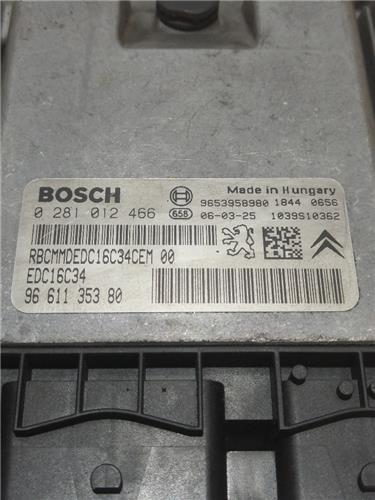 BOSCH
Made in Hungary
9653958980 1844 0656
0 281 012 466 658 06-03-25 1039S10362
RBCMMDEDC16C34CEM 00
EDC16C34
96 611 353 80